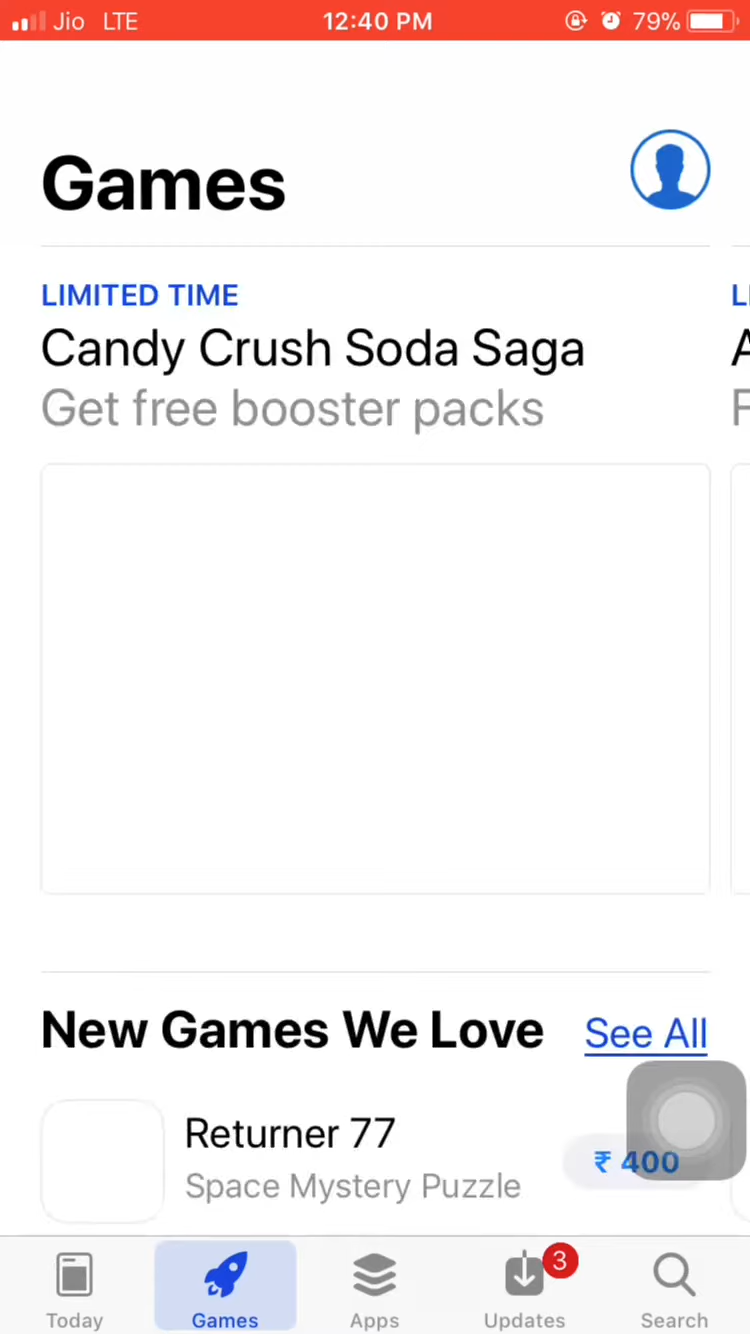 Jio LTE 12:40 PM 79%
Games
LIMITED TIME
Candy Crush Soda Saga
Get free booster packs
New Games We Love See All
Returner 77
Space Mystery Puzzle
₹ 400
3
Today Games Apps Updates Search